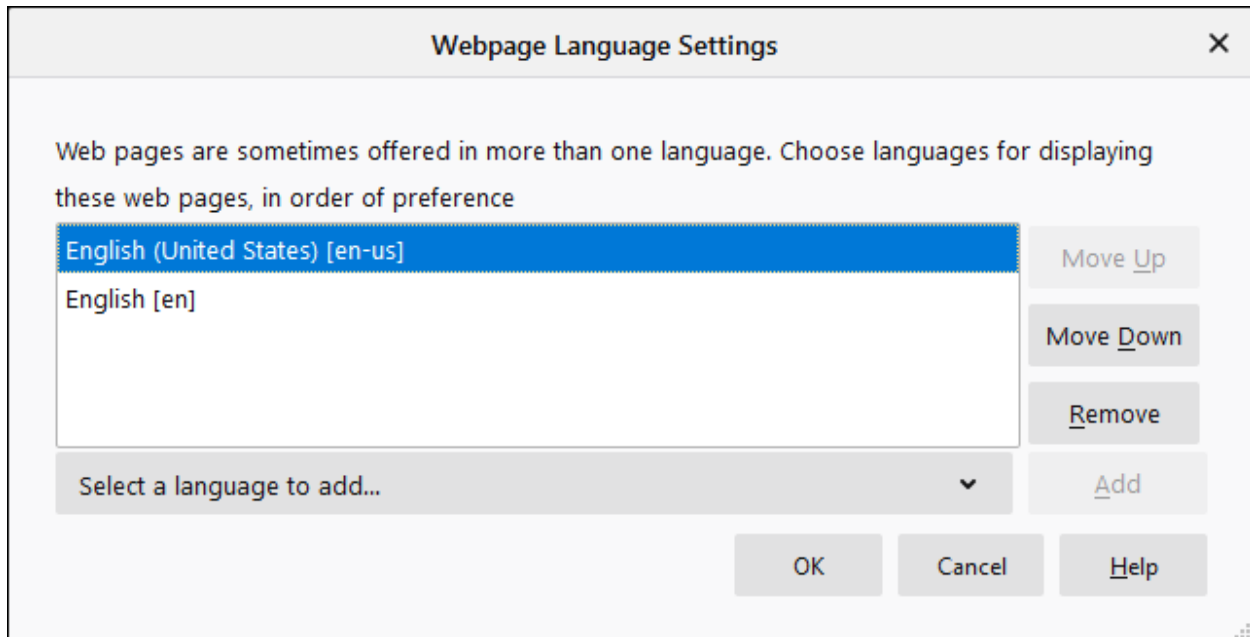 Webpage Language Settings
Web pages are sometimes offered in more than one language. Choose languages for displaying
these web pages, in order of preference
English (United States) [en-us]
Move Up
English [en]
Move Down
Remove
Select a language to add...
Add
OK
Cancel
Help